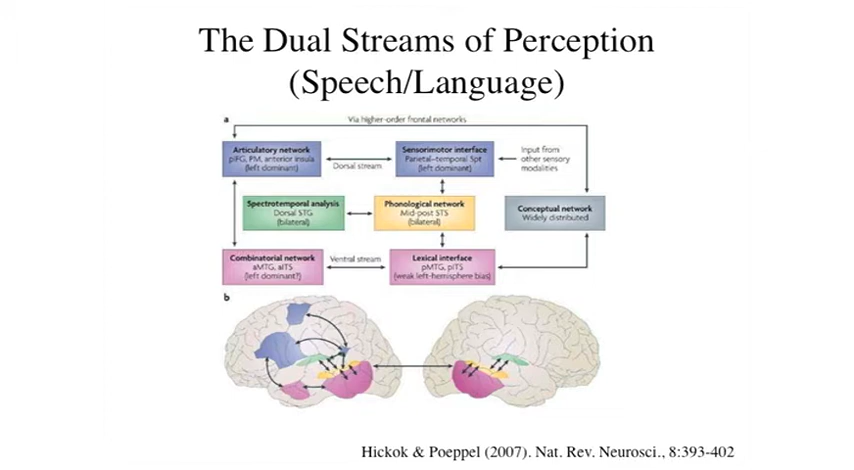 The Dual Streams of Perception
(Speech/Language)
a
Via higher-order frontal networks
Articulatory network
pIFG, PM, anterior insula
(left dominant)
Dorsal stream
Sensorimotor interface
Parietal–temporal Spt
(left dominant)
Input from
other sensory
modalities
Spectrotemporal analysis
Dorsal STG
(bilateral)
Phonological network
Mid-post STS
(bilateral)
Conceptual network
Widely distributed
Combinatorial network
aMTG, aITS
(left dominant?)
Ventral stream
Lexical interface
pMTG, pITS
(weak left-hemisphere bias)
b
Hickok & Poeppel (2007). Nat. Rev. Neurosci., 8:393-402